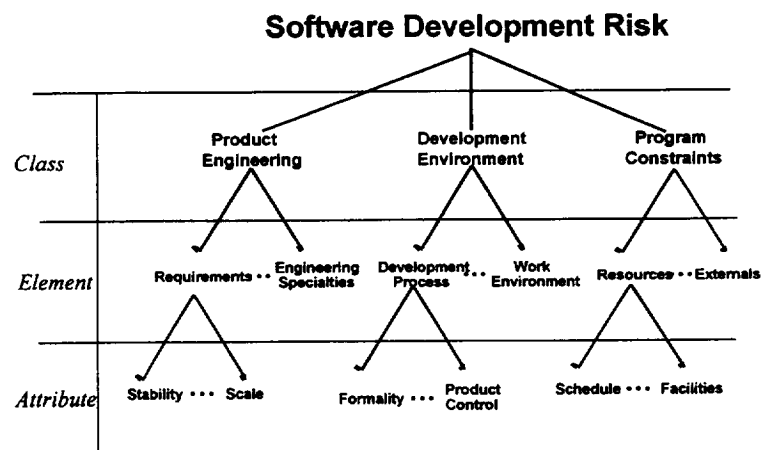 Software Development Risk
Class
Product
Engineering
Development
Environment
Program
Constraints
Element
Requirements ••
Engineering
Specialties
Development
Process
•••
Work
Environment
Resources •• Externals
Attribute
Stability ••• Scale
Formality •••
Product
Control
Schedule ••• Facilities